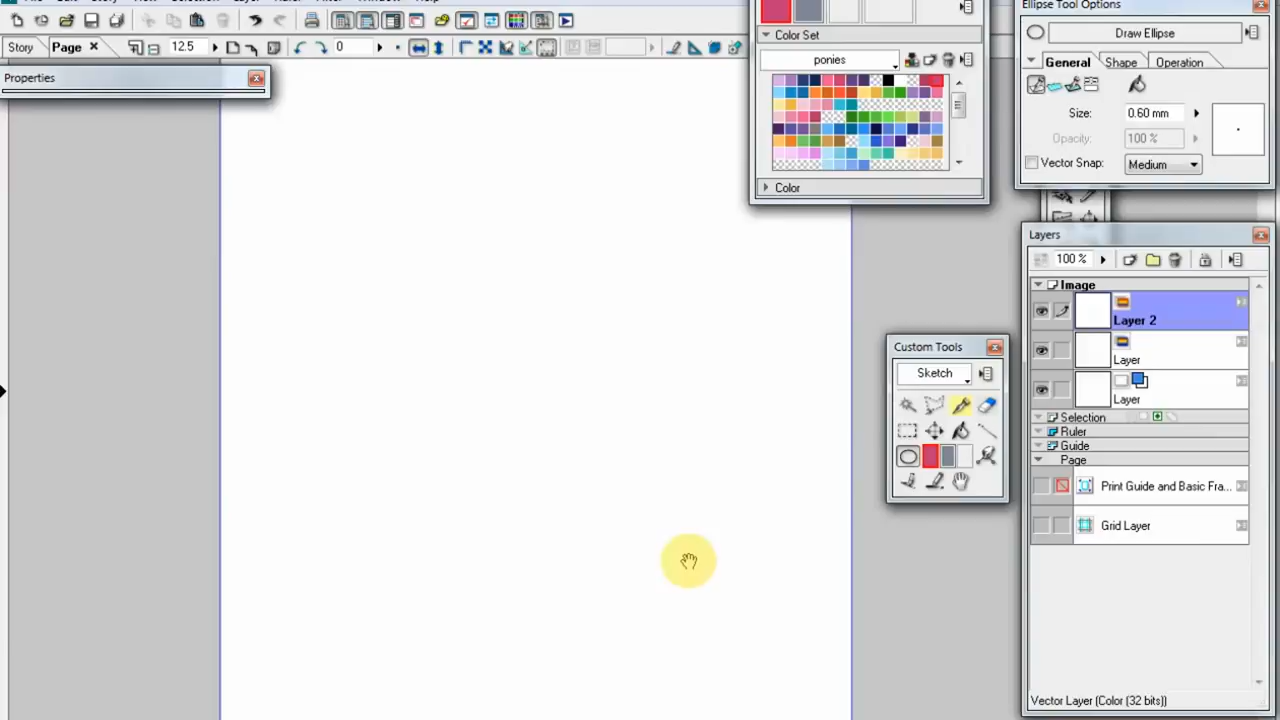 Story
Page
12.5
0
Properties
Color Set
ponies
Color
Ellipse Tool Options
Draw Ellipse
General
Shape
Operation
Size:
0.60 mm
Opacity:
100 %
Vector Snap:
Medium
Layers
100 %
Image
Layer 2
Layer
Layer
Selection
Ruler
Guide
Page
Print Guide and Basic Fra...
Grid Layer
Vector Layer (Color (32 bits))
Custom Tools
Sketch